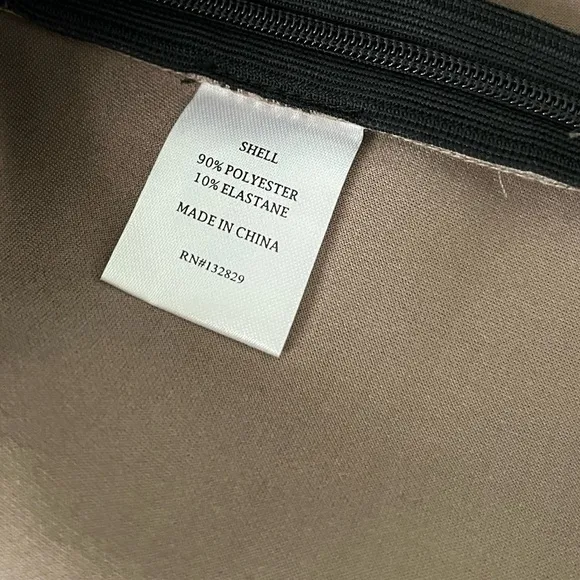 SHELL
90% POLYESTER
10% ELASTANE
MADE IN CHINA
RN#132829